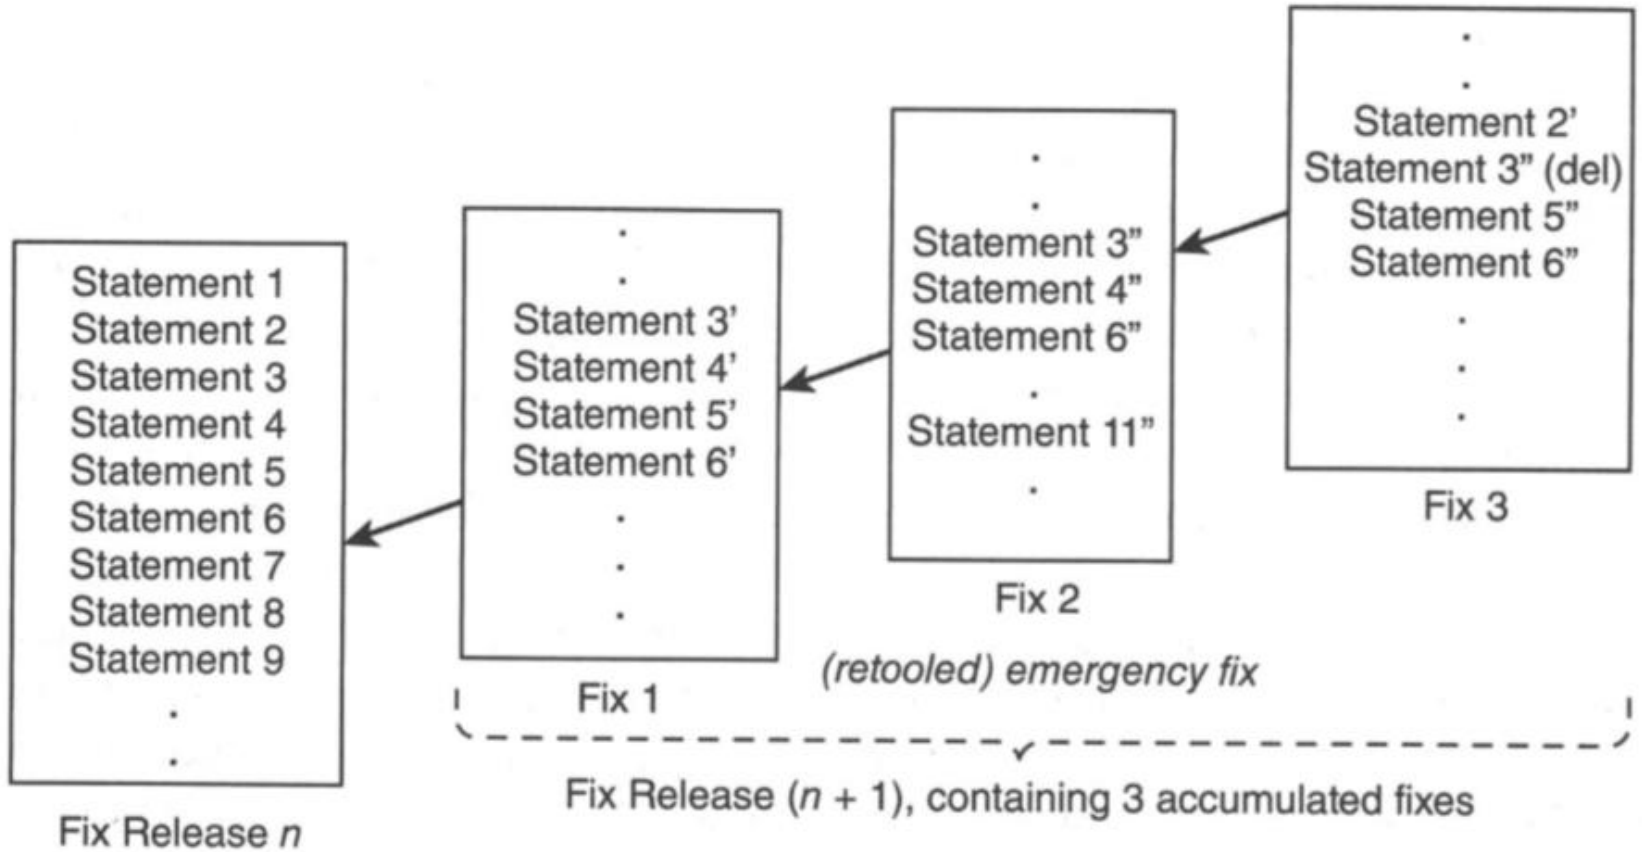 Statement 1
Statement 2
Statement 3
Statement 4
Statement 5
Statement 6
Statement 7
Statement 8
Statement 9
.
.
Fix Release n
.
.
Statement 3’
Statement 4’
Statement 5’
Statement 6’
.
.
.
Fix 1
.
.
Statement 3”
Statement 4”
Statement 6”
.
Statement 11”
.
Fix 2
(retooled) emergency fix
.
.
Statement 2’
Statement 3” (del)
Statement 5”
Statement 6”
.
.
.
Fix 3
Fix Release (n + 1), containing 3 accumulated fixes